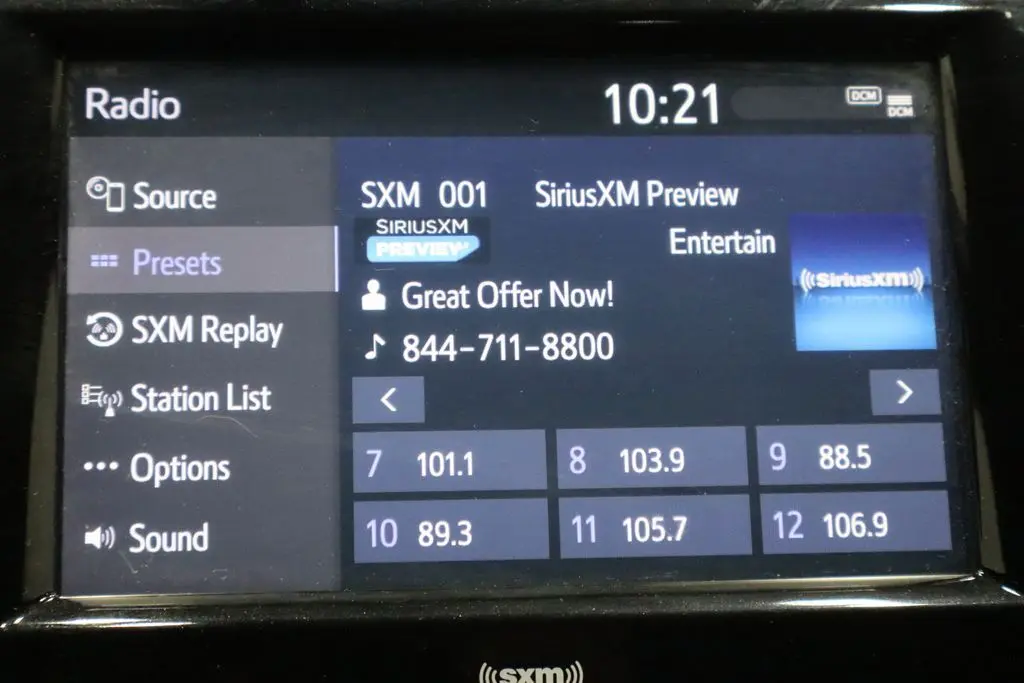 Radio
10:21
DCM
DCM
Source
Presets
SXM Replay
Station List
Options
Sound
SXM 001 SiriusXM Preview
SIRIUSXM
PREVIEW
Entertain
Great Offer Now!
844-711-8800
((SiriusXM))
<
>
7 101.1
8 103.9
9 88.5
10 89.3
11 105.7
12 106.9
((sxm))